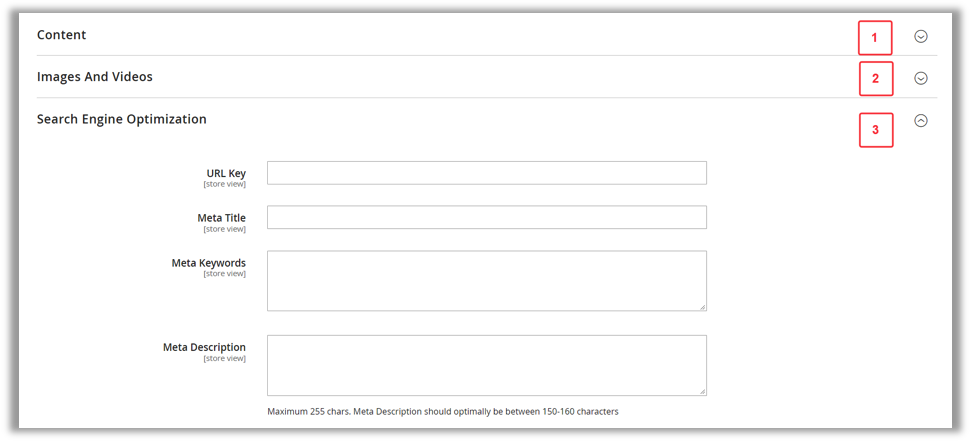 Content
1
Images And Videos
2
Search Engine Optimization
3
URL Key
[store view]
Meta Title
[store view]
Meta Keywords
[store view]
Meta Description
[store view]
Maximum 255 chars. Meta Description should optimally be between 150-160 characters